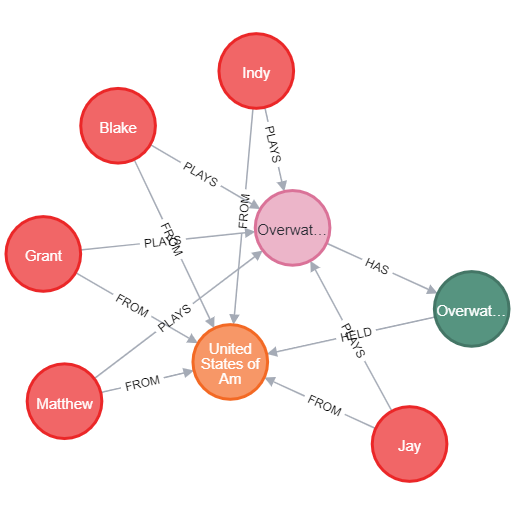 Indy
Blake
PLAYS
PLAYS
FROM
FROM
Overwat...
Grant
PLAYS
HAS
FROM
PLAYS
Overwat...
United
States of
Am
HELD
PLAYS
FROM
Matthew
FROM
Jay